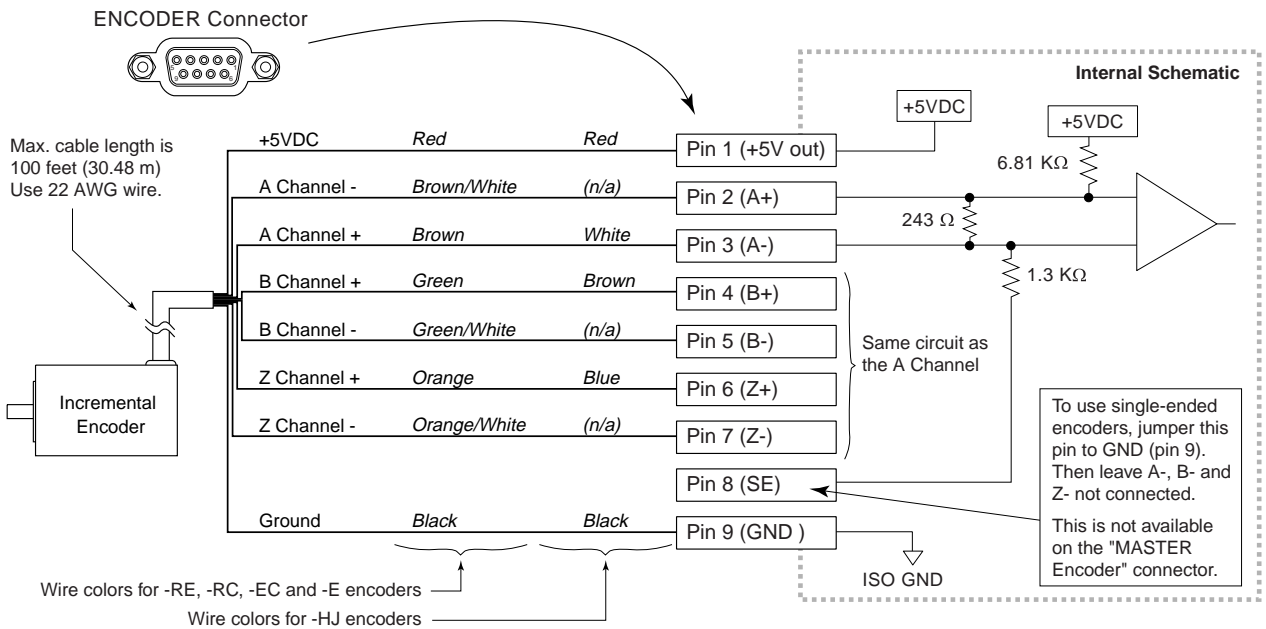 ENCODER Connector
5
1
9
6
Internal Schematic
+5VDC
+5VDC
Max. cable length is
100 feet (30.48 m)
Use 22 AWG wire.
+5VDC Red Red Pin 1 (+5V out)
6.81 KΩ
A Channel - Brown/White (n/a) Pin 2 (A+)
243 Ω
A Channel + Brown White Pin 3 (A-)
1.3 KΩ
B Channel + Green Brown Pin 4 (B+)
B Channel - Green/White (n/a) Pin 5 (B-)
Same circuit as
the A Channel
Z Channel + Orange Blue Pin 6 (Z+)
Incremental
Encoder
Z Channel - Orange/White (n/a) Pin 7 (Z-)
Pin 8 (SE)
To use single-ended
encoders, jumper this
pin to GND (pin 9).
Then leave A-, B- and
Z- not connected.
This is not available
on the "MASTER
Encoder" connector.
Ground Black Black Pin 9 (GND )
ISO GND
Wire colors for -RE, -RC, -EC and -E encoders
Wire colors for -HJ encoders